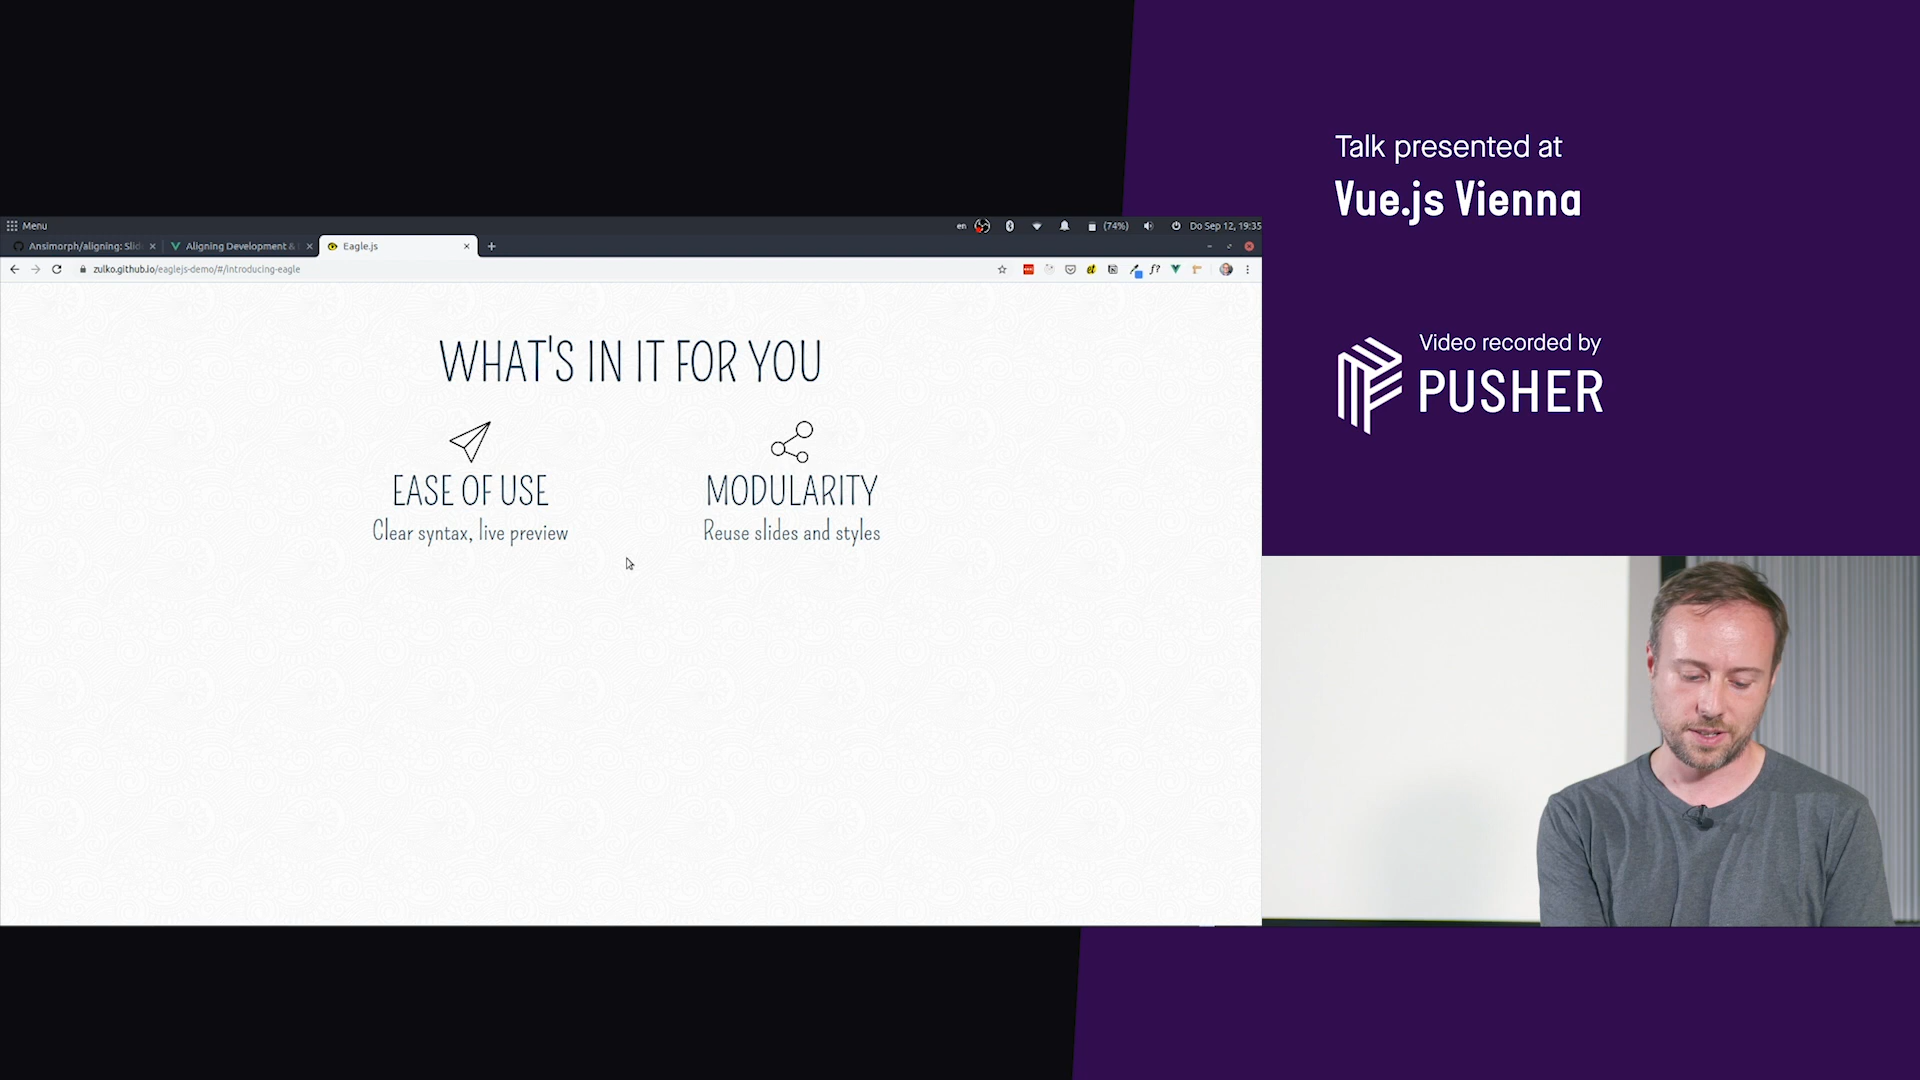 Menu
en
(74%)
Do Sep 12, 19:35
Ansimorph/aligning: Slid
Aligning Development &
Eagle.js
zulko.github.io/eaglejs-demo/#/introducing-eagle
f?
WHAT'S IN IT FOR YOU
EASE OF USE
Clear syntax, live preview
MODULARITY
Reuse slides and styles
Talk presented at
Vue.js Vienna
Video recorded by
PUSHER